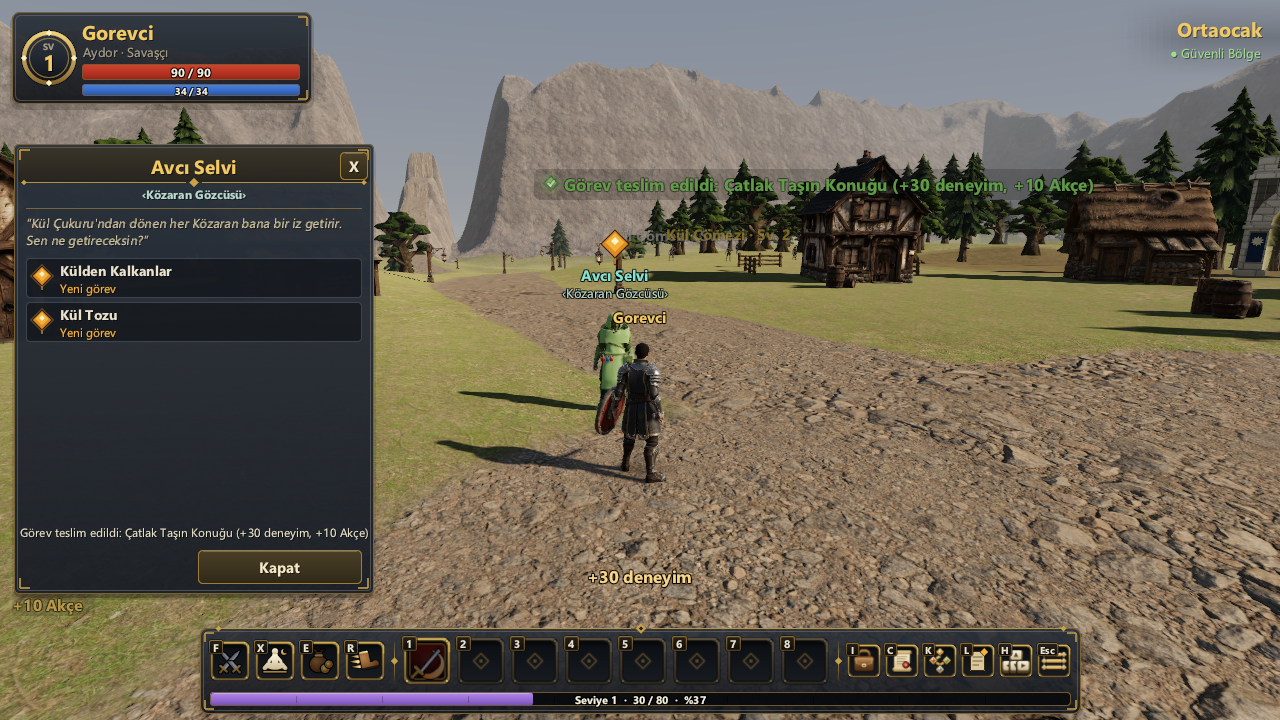 SV
1
Gorevci
Aydor · Savaşçı
90 / 90
34 / 34
Ortaocak
Güvenli Bölge
Avcı Selvi
X
‹Közaran Gözcüsü›
"Kül Çukuru'ndan dönen her Közaran bana bir iz getirir.
Sen ne getireceksin?"
Külden Kalkanlar
Yeni görev
Kül Tozu
Yeni görev
Görev teslim edildi: Çatlak Taşın Konuğu (+30 deneyim, +10 Akçe)
Kapat
+10 Akçe
Görev teslim edildi: Çatlak Taşın Konuğu (+30 deneyim, +10 Akçe)
Kül Cömezi · Sv. 2
Avcı Selvi
‹Közaran Gözcüsü›
Gorevci
+30 deneyim
F
X
E
R
1
2
3
4
5
6
7
8
I
C
K
L
H
Esc
Seviye 1 · 30 / 80 · %37